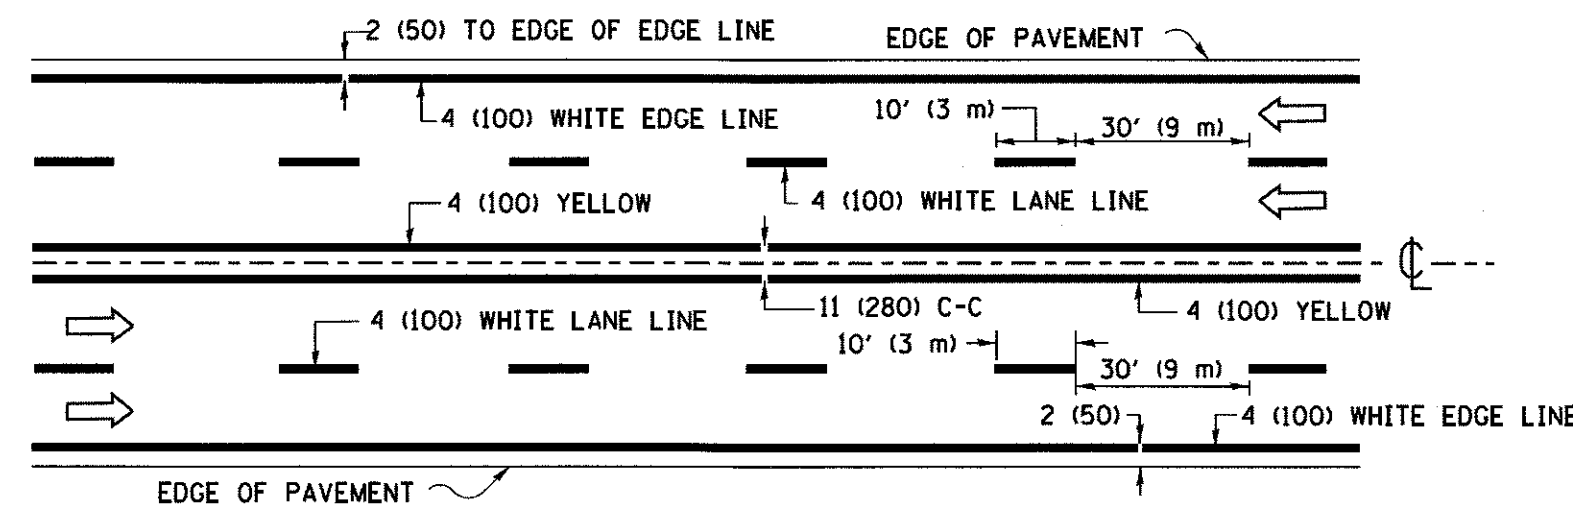 2 (50) TO EDGE OF EDGE LINE
EDGE OF PAVEMENT
4 (100) WHITE EDGE LINE
10' (3 m)
30' (9 m)
4 (100) YELLOW
4 (100) WHITE LANE LINE
℄
11 (280) C-C
4 (100) YELLOW
4 (100) WHITE LANE LINE
10' (3 m)
30' (9 m)
2 (50)
4 (100) WHITE EDGE LINE
EDGE OF PAVEMENT